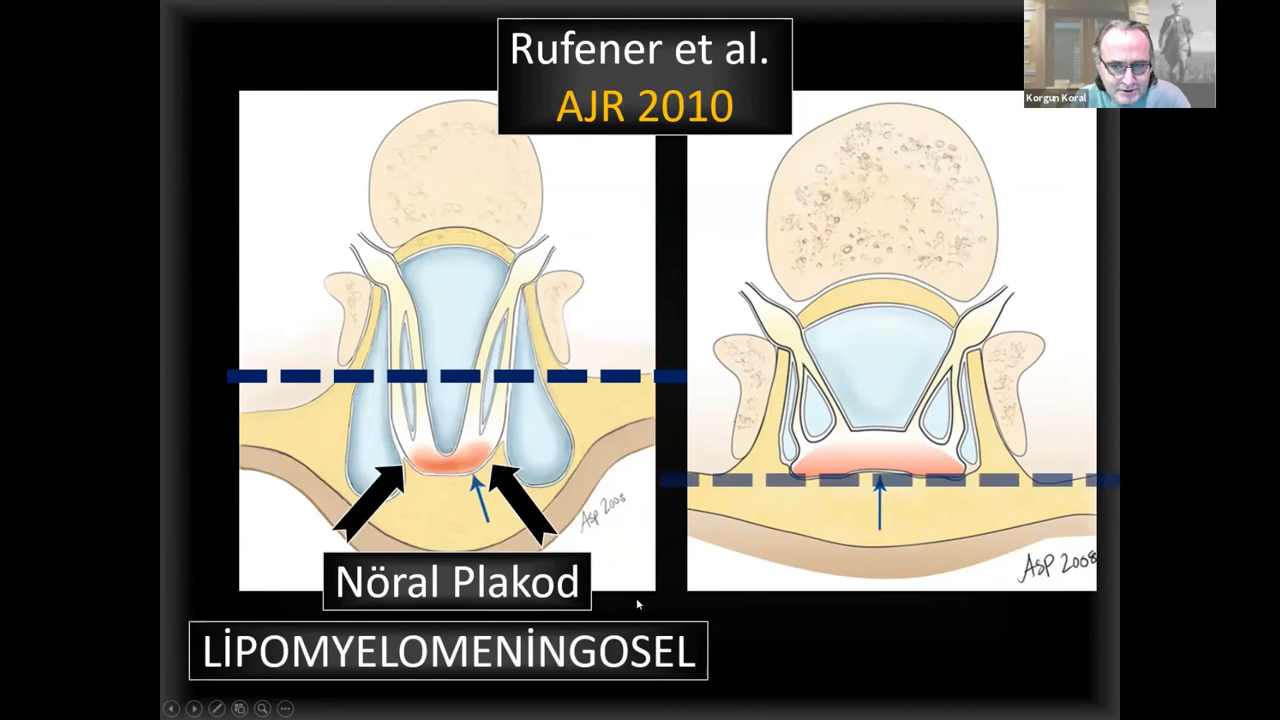 Rufener et al.
AJR 2010
Korgun Koral
Asp 2008
Asp 2008
Nöral Plakod
LİPOMYELOMENİNGOSEL